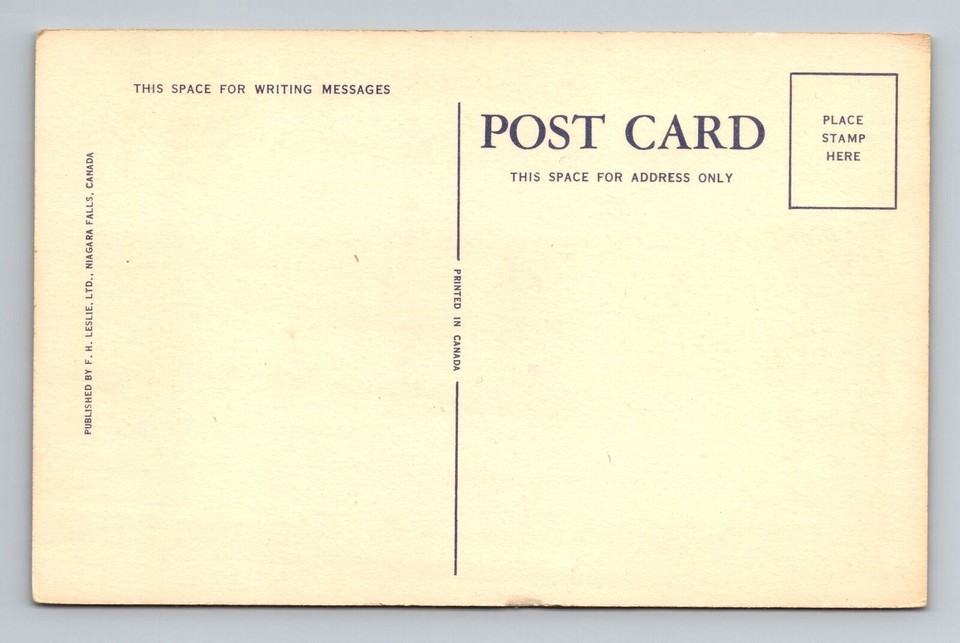 THIS SPACE FOR WRITING MESSAGES
PUBLISHED BY F. H. LESLIE, LTD., NIAGARA FALLS, CANADA
PRINTED IN CANADA
POST CARD
THIS SPACE FOR ADDRESS ONLY
PLACE
STAMP
HERE